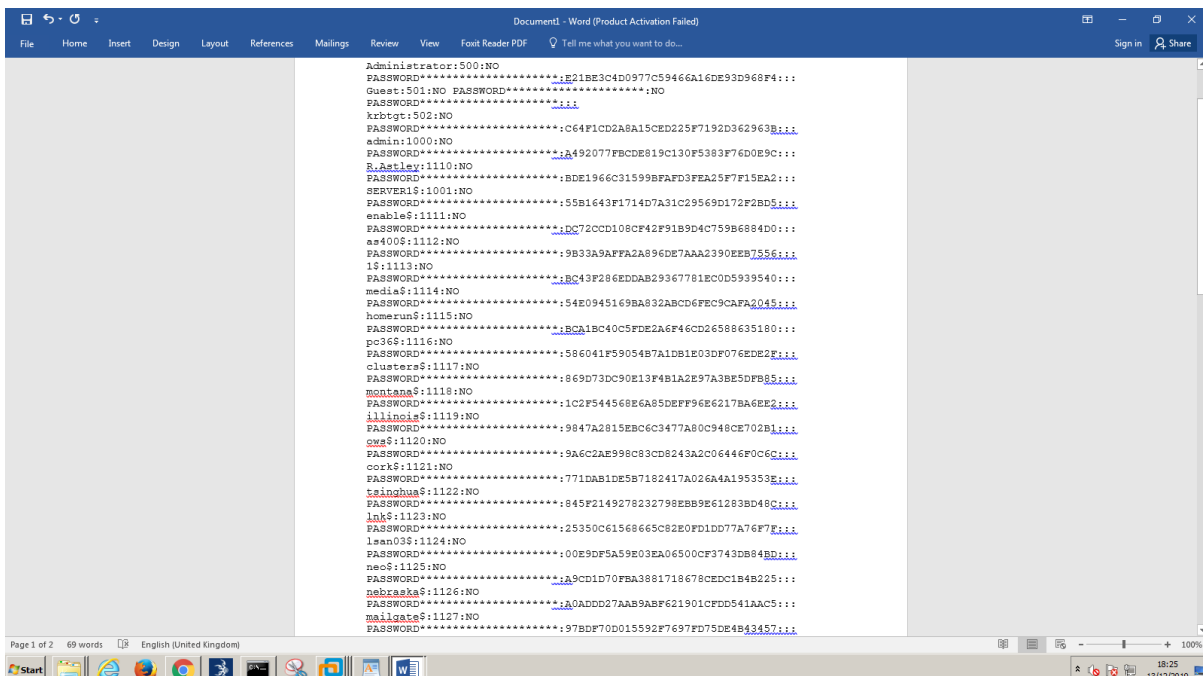 Document1 - Word (Product Activation Failed)
File Home Insert Design Layout References Mailings Review View Foxit Reader PDF Tell me what you want to do... Sign in Share
Administrator:500:NO
PASSWORD*********************:E21BE3C4D0977C59466A16DE93D968F4:::
Guest:501:NO PASSWORD*********************:NO
PASSWORD*********************:::
krbtgt:502:NO
PASSWORD*********************:C64F1CD2A8A15CED225F7192D362963B:::
admin:1000:NO
PASSWORD*********************:A492077FBCDE819C130F5383F76D0E9C:::
R.Astley:1110:NO
PASSWORD*********************:BDE1966C31599BFAFD3FEA25F7F15EA2:::
SERVER1$:1001:NO
PASSWORD*********************:55B1643F1714D7A31C29569D172F2BD5:::
enable$:1111:NO
PASSWORD*********************:DC72CCD108CF42F91B9D4C759B6884D0:::
as400$:1112:NO
PASSWORD*********************:9B33A9AFFA2A896DE7AAA2390EEB7556:::
1$:1113:NO
PASSWORD*********************:BC43F286EDDAB29367781EC0D5939540:::
media$:1114:NO
PASSWORD*********************:54E0945169BA832ABCD6FEC9CAFA2045:::
homerun$:1115:NO
PASSWORD*********************:BCA1BC40C5FDE2A6F46CD26588635180:::
pc36$:1116:NO
PASSWORD*********************:586041F59054B7A1DB1E03DF076EDE2F:::
clusters$:1117:NO
PASSWORD*********************:869D73DC90E13F4B1A2E97A3BE5DFB85:::
montana$:1118:NO
PASSWORD*********************:1C2F544568E6A85DEFF96E6217BA6EE2:::
illinois$:1119:NO
PASSWORD*********************:9847A2815EBC6C3477A80C948CE702B1:::
ows$:1120:NO
PASSWORD*********************:9A6C2AE998C83CD8243A2C06446F0C6C:::
cork$:1121:NO
PASSWORD*********************:771DAB1DE5B7182417A026A4A195353E:::
tsinghua$:1122:NO
PASSWORD*********************:845F2149278232798EBB9E61283BD48C:::
lnk$:1123:NO
PASSWORD*********************:25350C61568665C82E0FD1DD77A76F7F:::
lsan03$:1124:NO
PASSWORD*********************:00E9DF5A59E03EA06500CF3743DB84BD:::
neo$:1125:NO
PASSWORD*********************:A9CD1D70FBA3881718678CEDC1B4B225:::
nebraska$:1126:NO
PASSWORD*********************:A0ADDD27AAB9ABF621901CFDD541AAC5:::
mailgate$:1127:NO
PASSWORD*********************:97BDF70D015592F7697FD75DE4B43457:::
Page 1 of 2 69 words English (United Kingdom) 100%
Start 18:25